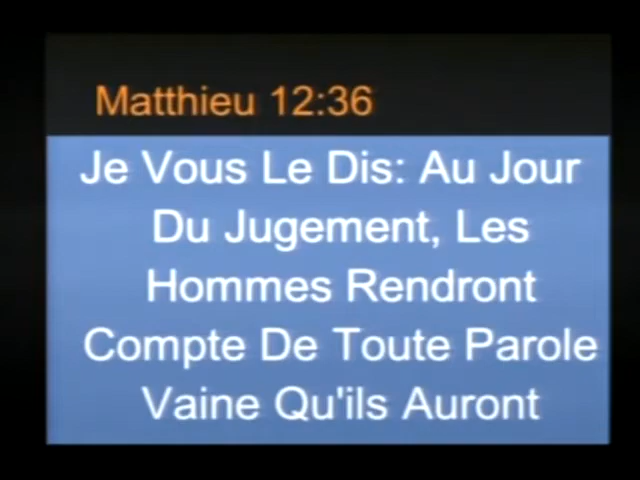 Matthieu 12:36
Je Vous Le Dis: Au Jour
Du Jugement, Les
Hommes Rendront
Compte De Toute Parole
Vaine Qu'ils Auront